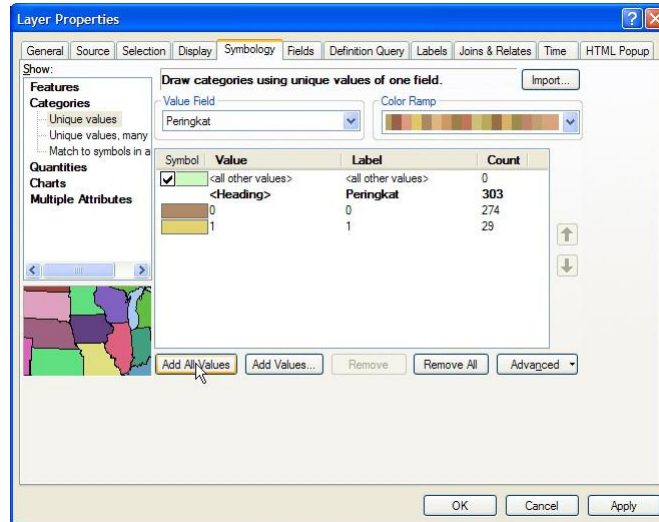 Layer Properties
General Source Selection Display Symbology Fields Definition Query Labels Joins & Relates Time HTML Popup
Show:
Features
Categories
Unique values
Unique values, many
Match to symbols in a
Quantities
Charts
Multiple Attributes
Draw categories using unique values of one field.
Import...
Value Field
Peringkat
Color Ramp
Symbol Value Label Count
<all other values> <all other values> 0
<Heading> Peringkat 303
0 0 274
1 1 29
Add All Values Add Values... Remove Remove All Advanced
OK Cancel Apply